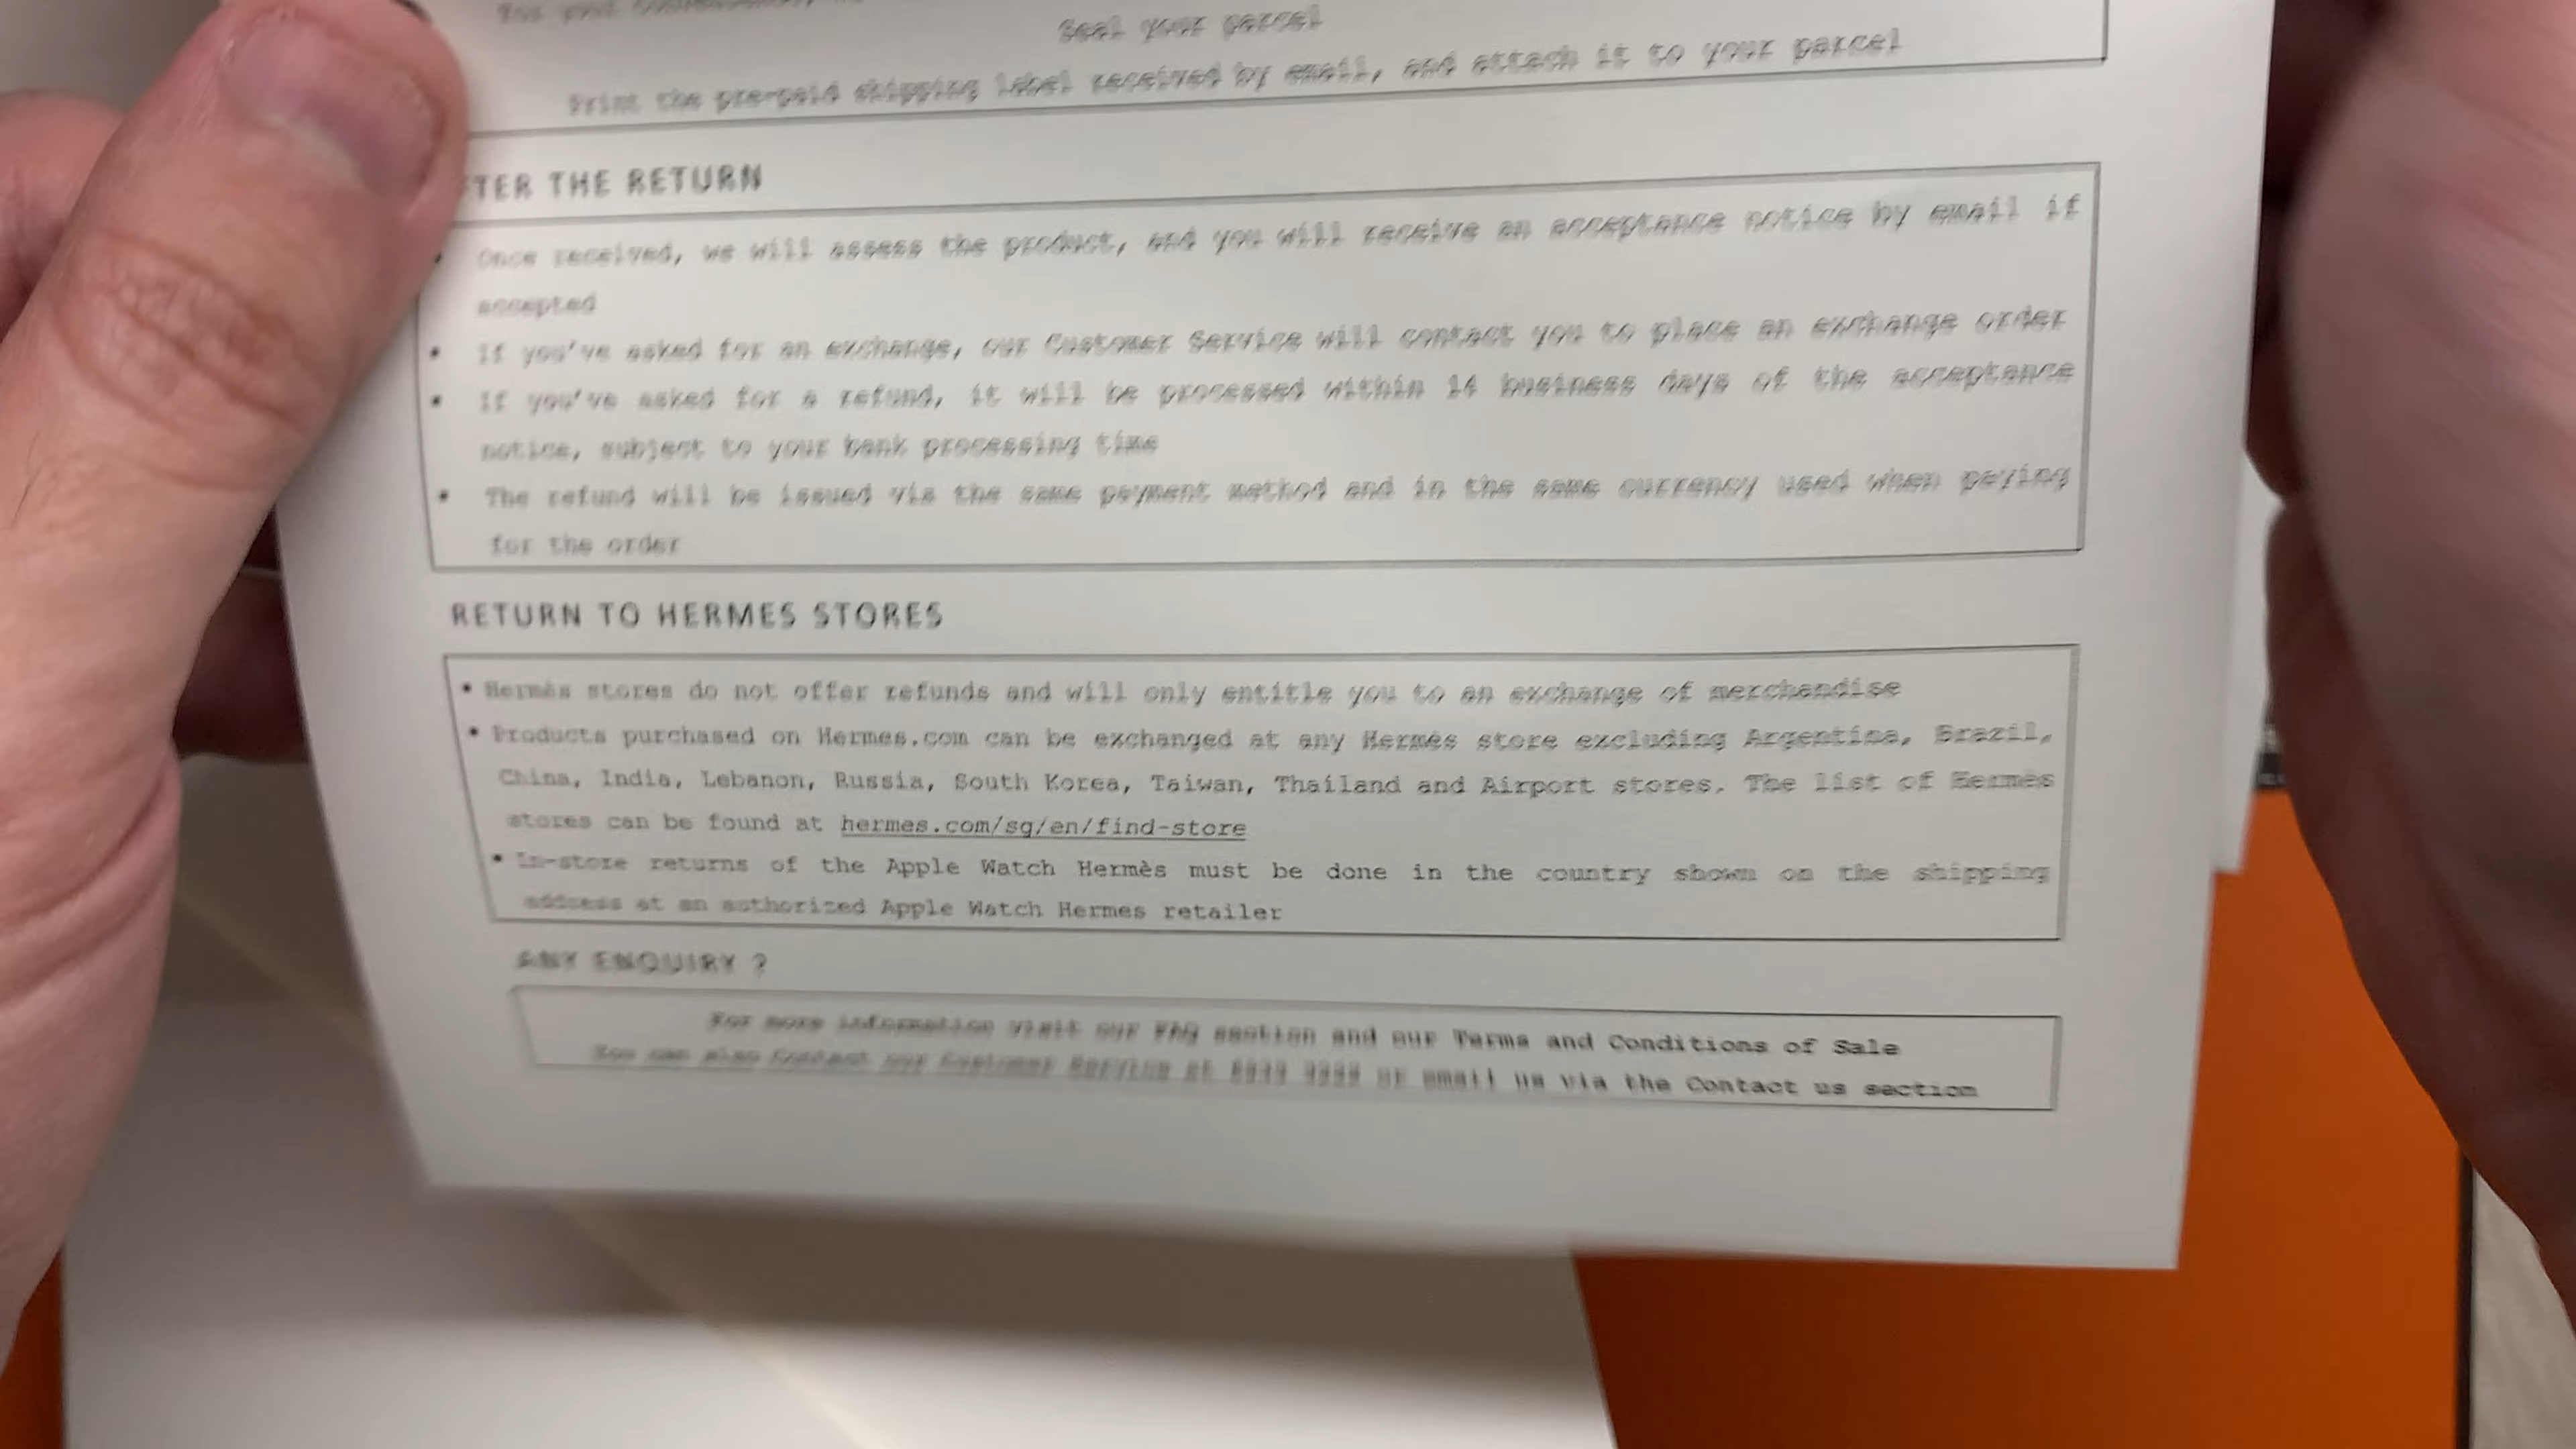 Seal your parcel
Print the pre-paid shipping label received by email, and attach it to your parcel
TER THE RETURN
• Once received, we will assess the product, and you will receive an acceptance notice by email if
accepted
• If you've asked for an exchange, our Customer Service will contact you to place an exchange order
• If you've asked for a refund, it will be processed within 14 business days of the acceptance
notice, subject to your bank processing time
• The refund will be issued via the same payment method and in the same currency used when paying
for the order
RETURN TO HERMES STORES
• Hermès stores do not offer refunds and will only entitle you to an exchange of merchandise
• Products purchased on Hermes.com can be exchanged at any Hermès store excluding Argentina, Brazil,
China, India, Lebanon, Russia, South Korea, Taiwan, Thailand and Airport stores. The list of Hermès
stores can be found at hermes.com/sg/en/find-store
• In-store returns of the Apple Watch Hermès must be done in the country shown on the shipping
address at an authorized Apple Watch Hermes retailer
ANY ENQUIRY ?
For more information visit our FAQ section and our Terms and Conditions of Sale
You can also Contact our Customer Service at or email us via the Contact us section